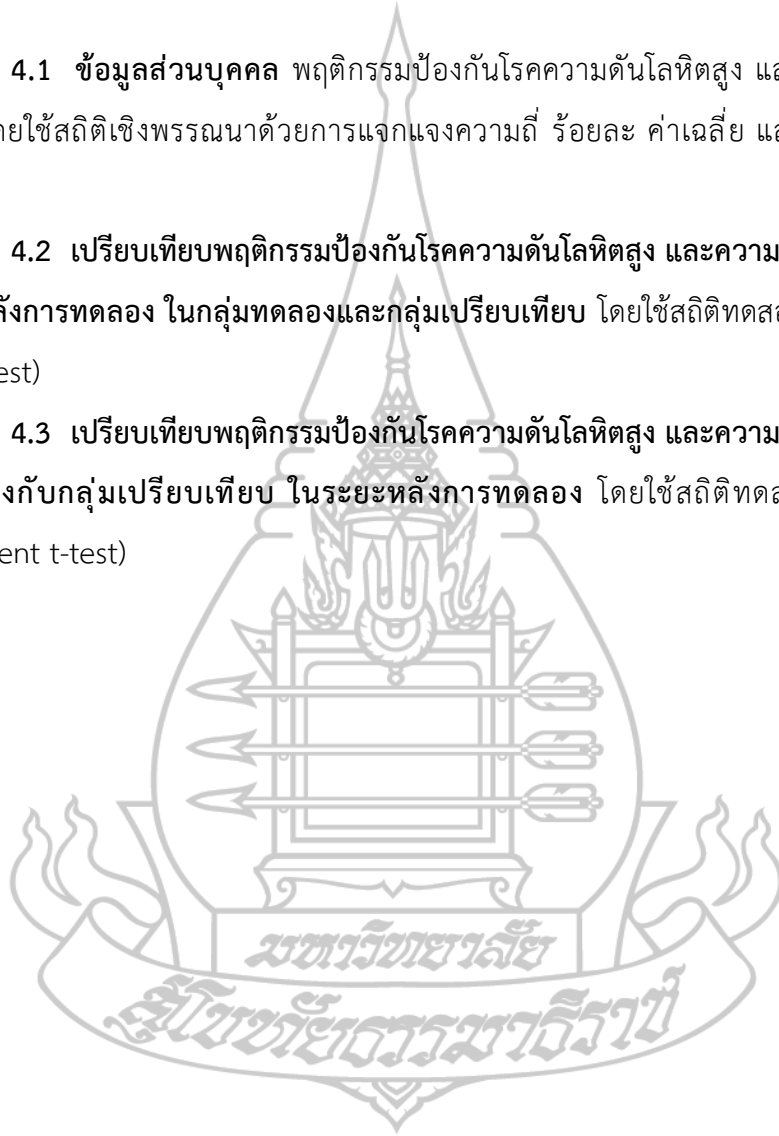 4.1 ข้อมูลส่วนบุคคล พฤติกรรมป้องกันโรคความดันโลหิตสูง
โดยใช้สถิติเชิงพรรณนาด้วยการแจกแจงความถี่ ร้อยละ ค่าเฉลี่ย
4.2 เปรียบเทียบพฤติกรรมป้องกันโรคความดันโลหิตสูง และความ
หลังการทดลอง ในกลุ่มทดลองและกลุ่มเปรียบเทียบ โดยใช้สถิติ
est)
4.3 เปรียบเทียบพฤติกรรมป้องกันโรคความดันโลหิตสูง และความ
งกับกลุ่มเปรียบเทียบ ในระยะหลังการทดลอง โดยใช้สถิติ
ent t-test)
มหาวิทยาลัย
สุโขทัยธรรมาธิราช